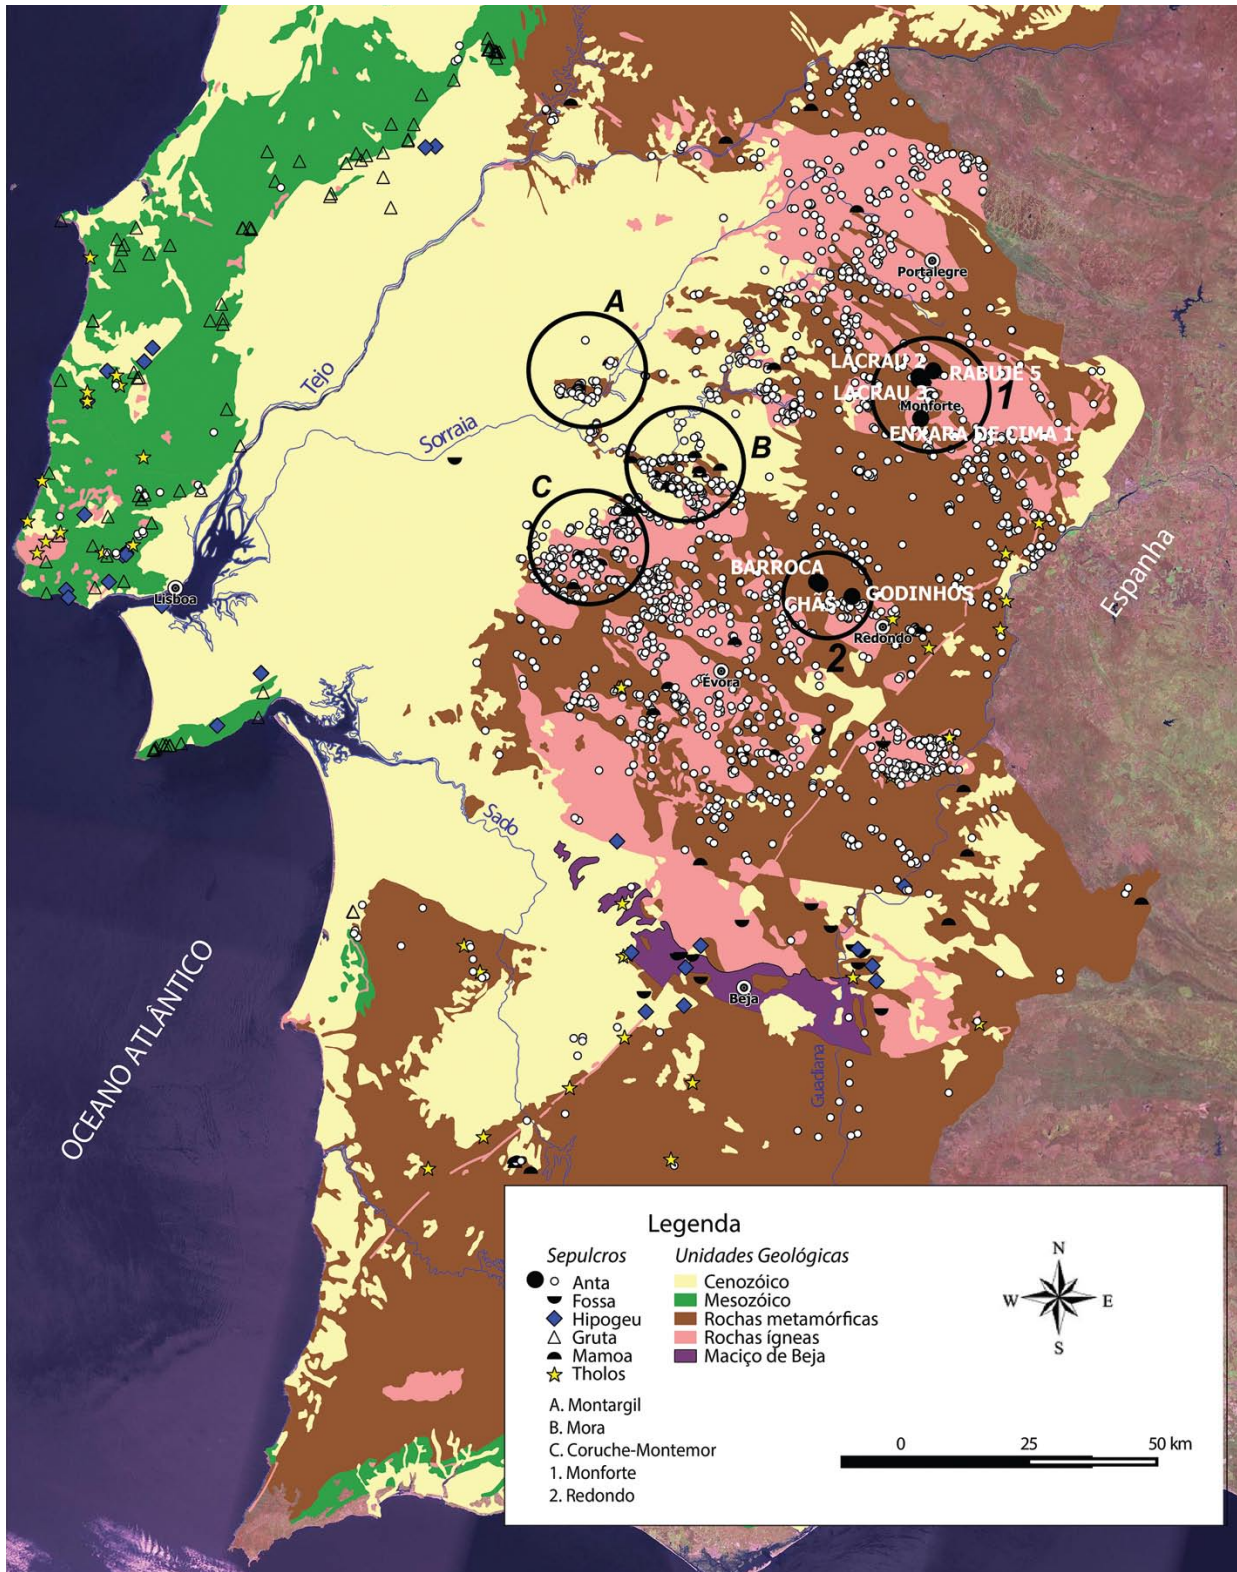 A
Portalegre
LACRAU 2
RABUJE 5
LACRAU 3
1
Monforte
ENXARA DE CIMA 1
Tejo
Sorraia
B
C
BARROCA
GODINHOS
CHÃS
Redondo
2
Espanha
Lisboa
Évora
Sado
OCEANO ATLÂNTICO
Beja
Guadiana
Legenda
Sepulcros
Anta
Fossa
Hipogeu
Gruta
Mamoa
Tholos
Unidades Geológicas
Cenozóico
Mesozóico
Rochas metamórficas
Rochas ígneas
Maciço de Beja
A. Montargil
B. Mora
C. Coruche-Montemor
1. Monforte
2. Redondo
N
W
E
S
0 25 50 km